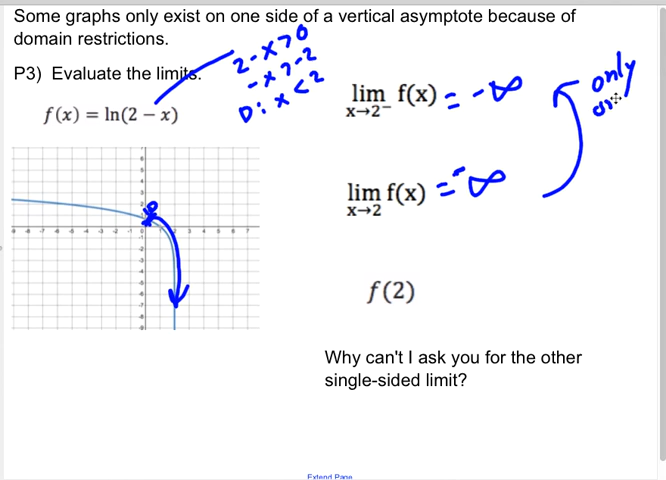 Some graphs only exist on one side of a vertical asymptote because of
domain restrictions.
P3) Evaluate the limits.
2-x>0
-x>-2
D: x<2
f(x) = ln(2 − x)
lim f(x) = -∞
x→2⁻
only
lim f(x) = -∞
x→2
f(2)
Why can't I ask you for the other
single-sided limit?
Extend Page